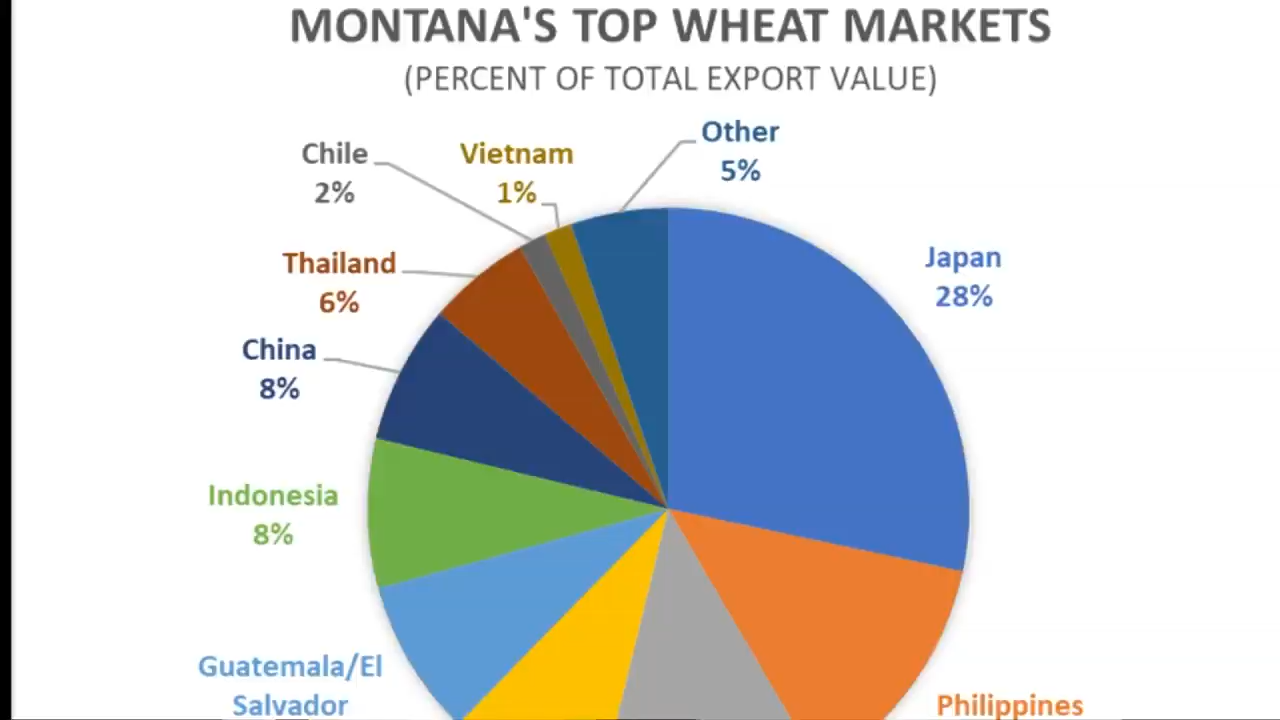 MONTANA'S TOP WHEAT MARKETS
(PERCENT OF TOTAL EXPORT VALUE)
Other
5%
Chile
2%
Vietnam
1%
Japan
28%
Thailand
6%
China
8%
Indonesia
8%
Guatemala/El
Salvador
Philippines